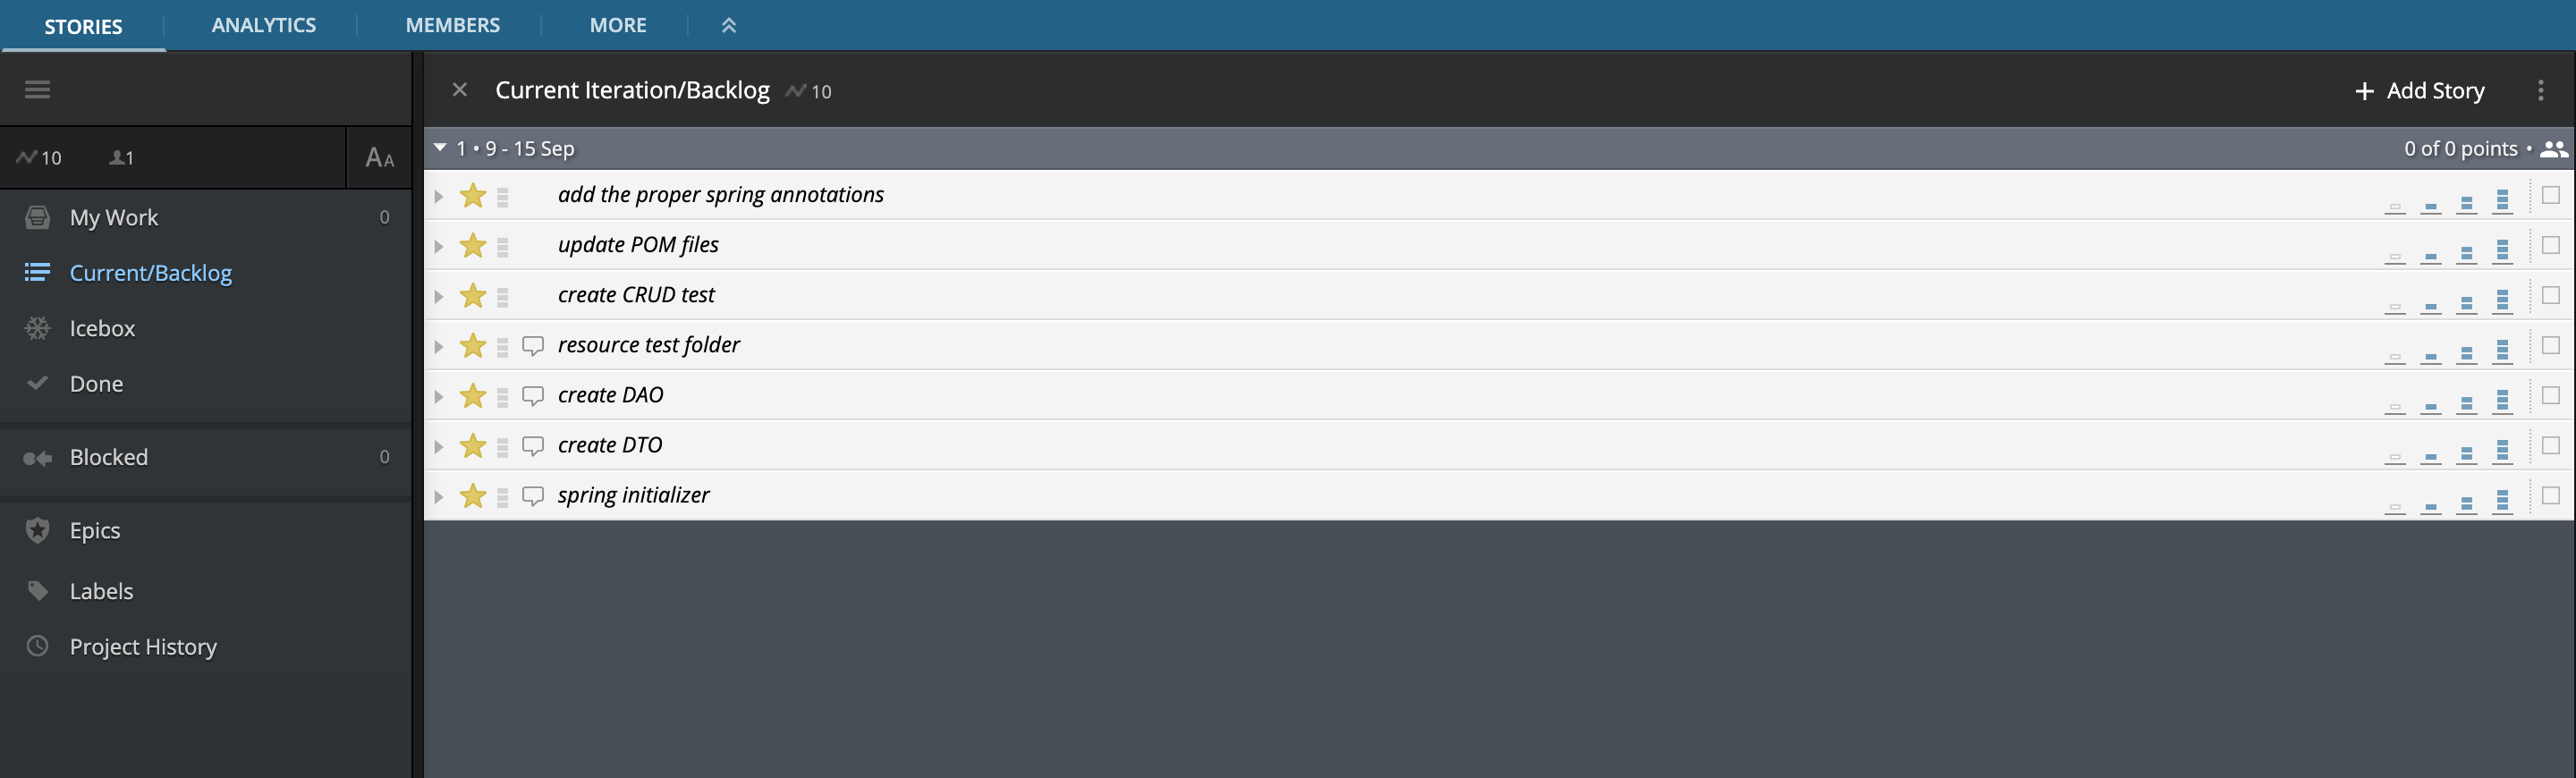 STORIES ANALYTICS MEMBERS MORE
Current Iteration/Backlog 10 Add Story
10 1 AA
1 • 9 - 15 Sep 0 of 0 points •
My Work 0
Current/Backlog
Icebox
Done
Blocked 0
Epics
Labels
Project History
add the proper spring annotations
update POM files
create CRUD test
resource test folder
create DAO
create DTO
spring initializer